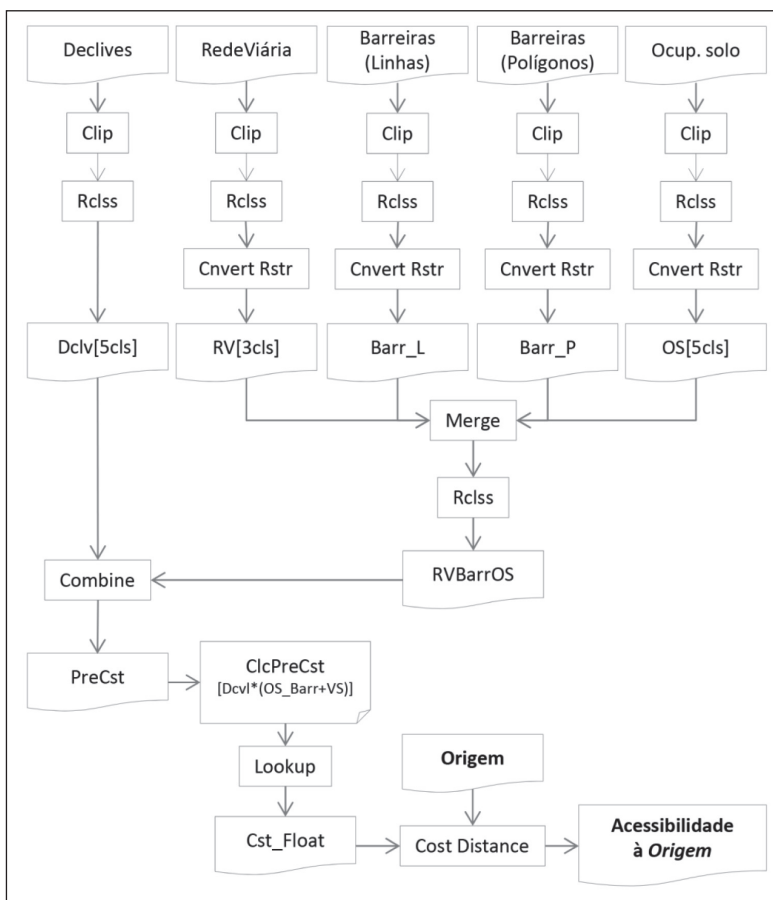 Declives
RedeViária
Barreiras
(Linhas)
Barreiras
(Polígonos)
Ocup. solo
Clip
Clip
Clip
Clip
Clip
Rclss
Rclss
Rclss
Rclss
Rclss
Cnvert Rstr
Cnvert Rstr
Cnvert Rstr
Cnvert Rstr
Dclv[5cls]
RV[3cls]
Barr_L
Barr_P
OS[5cls]
Merge
Rclss
Combine
RVBarrOS
PreCst
ClcPreCst
[Dcvl*(OS_Barr+VS)]
Lookup
Origem
Cst_Float
Cost Distance
Acessibilidade
à Origem